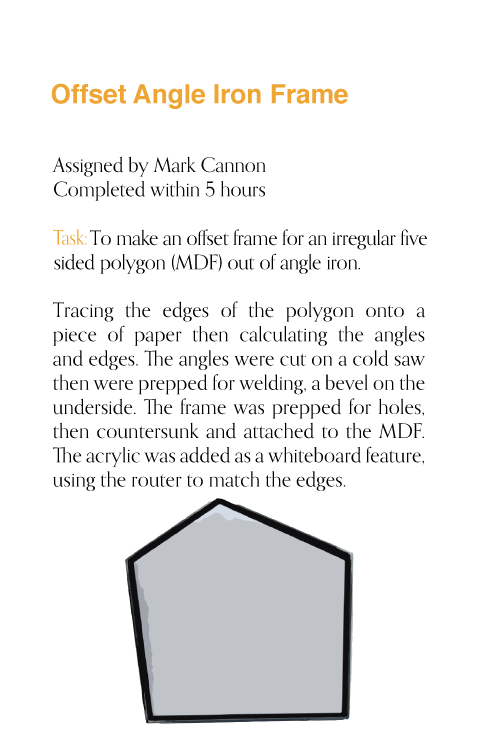 Offset Angle Iron Frame
Assigned by Mark Cannon
Completed within 5 hours
Task: To make an offset frame for an irregular five
sided polygon (MDF) out of angle iron.
Tracing the edges of the polygon onto a
piece of paper then calculating the angles
and edges. The angles were cut on a cold saw
then were prepped for welding, a bevel on the
underside. The frame was prepped for holes,
then countersunk and attached to the MDF.
The acrylic was added as a whiteboard feature,
using the router to match the edges.